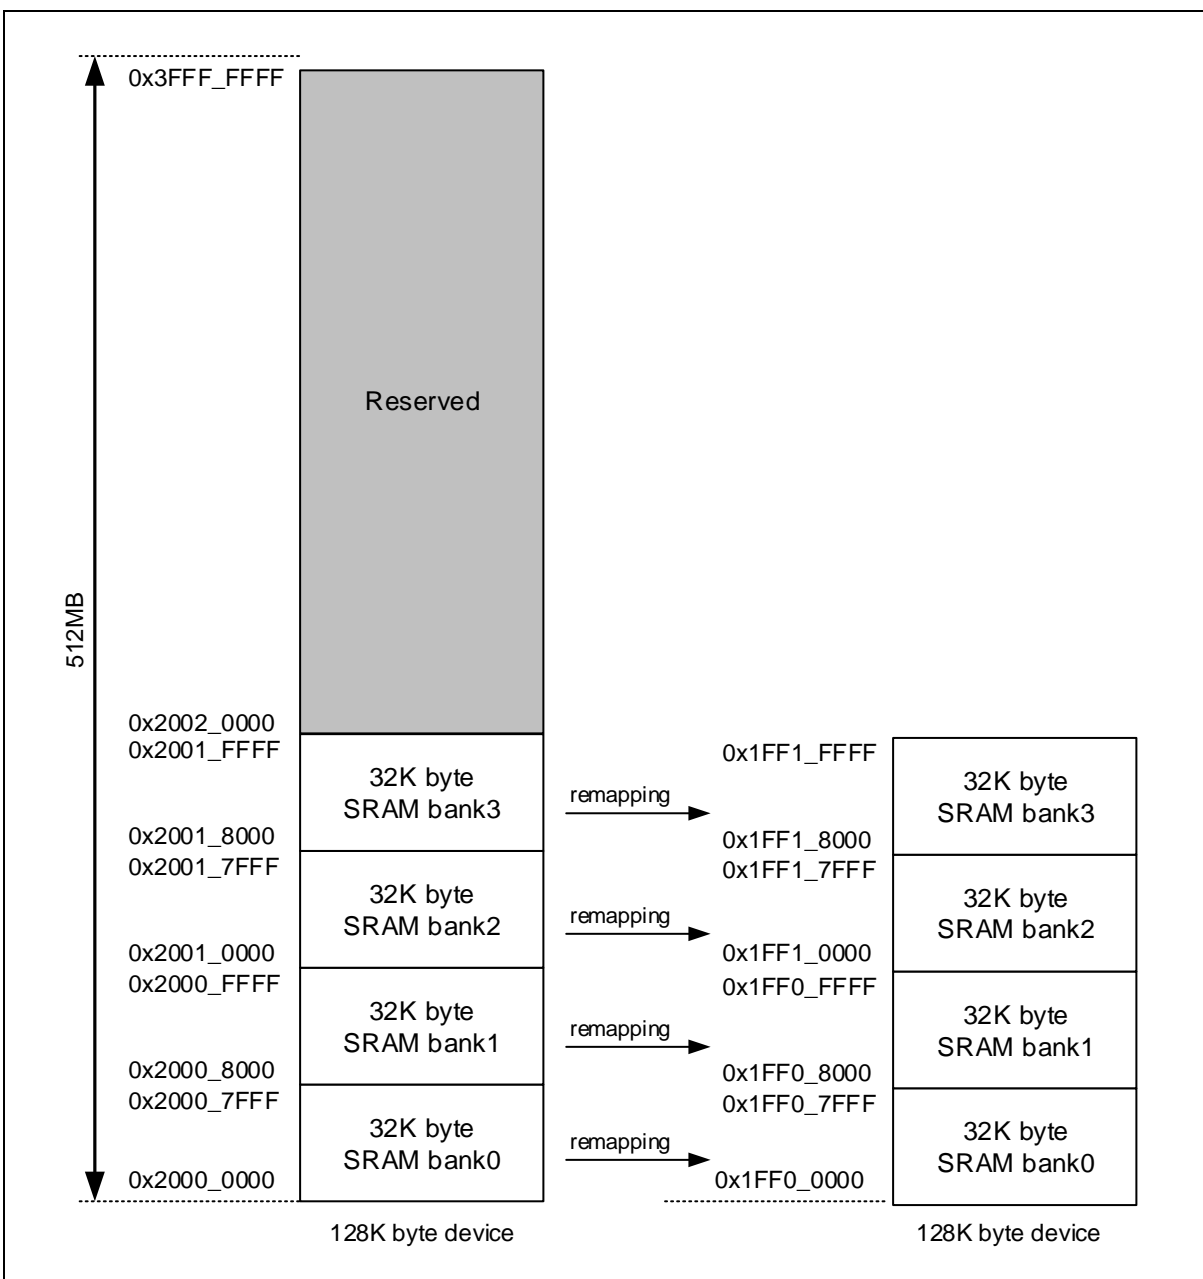 0x3FFF_FFFF
Reserved
512MB
0x2002_0000
0x2001_FFFF
32K byte
SRAM bank3
0x2001_8000
0x2001_7FFF
32K byte
SRAM bank2
0x2001_0000
0x2000_FFFF
32K byte
SRAM bank1
0x2000_8000
0x2000_7FFF
32K byte
SRAM bank0
0x2000_0000
128K byte device
remapping
remapping
remapping
remapping
0x1FF1_FFFF
32K byte
SRAM bank3
0x1FF1_8000
0x1FF1_7FFF
32K byte
SRAM bank2
0x1FF1_0000
0x1FF0_FFFF
32K byte
SRAM bank1
0x1FF0_8000
0x1FF0_7FFF
32K byte
SRAM bank0
0x1FF0_0000
128K byte device